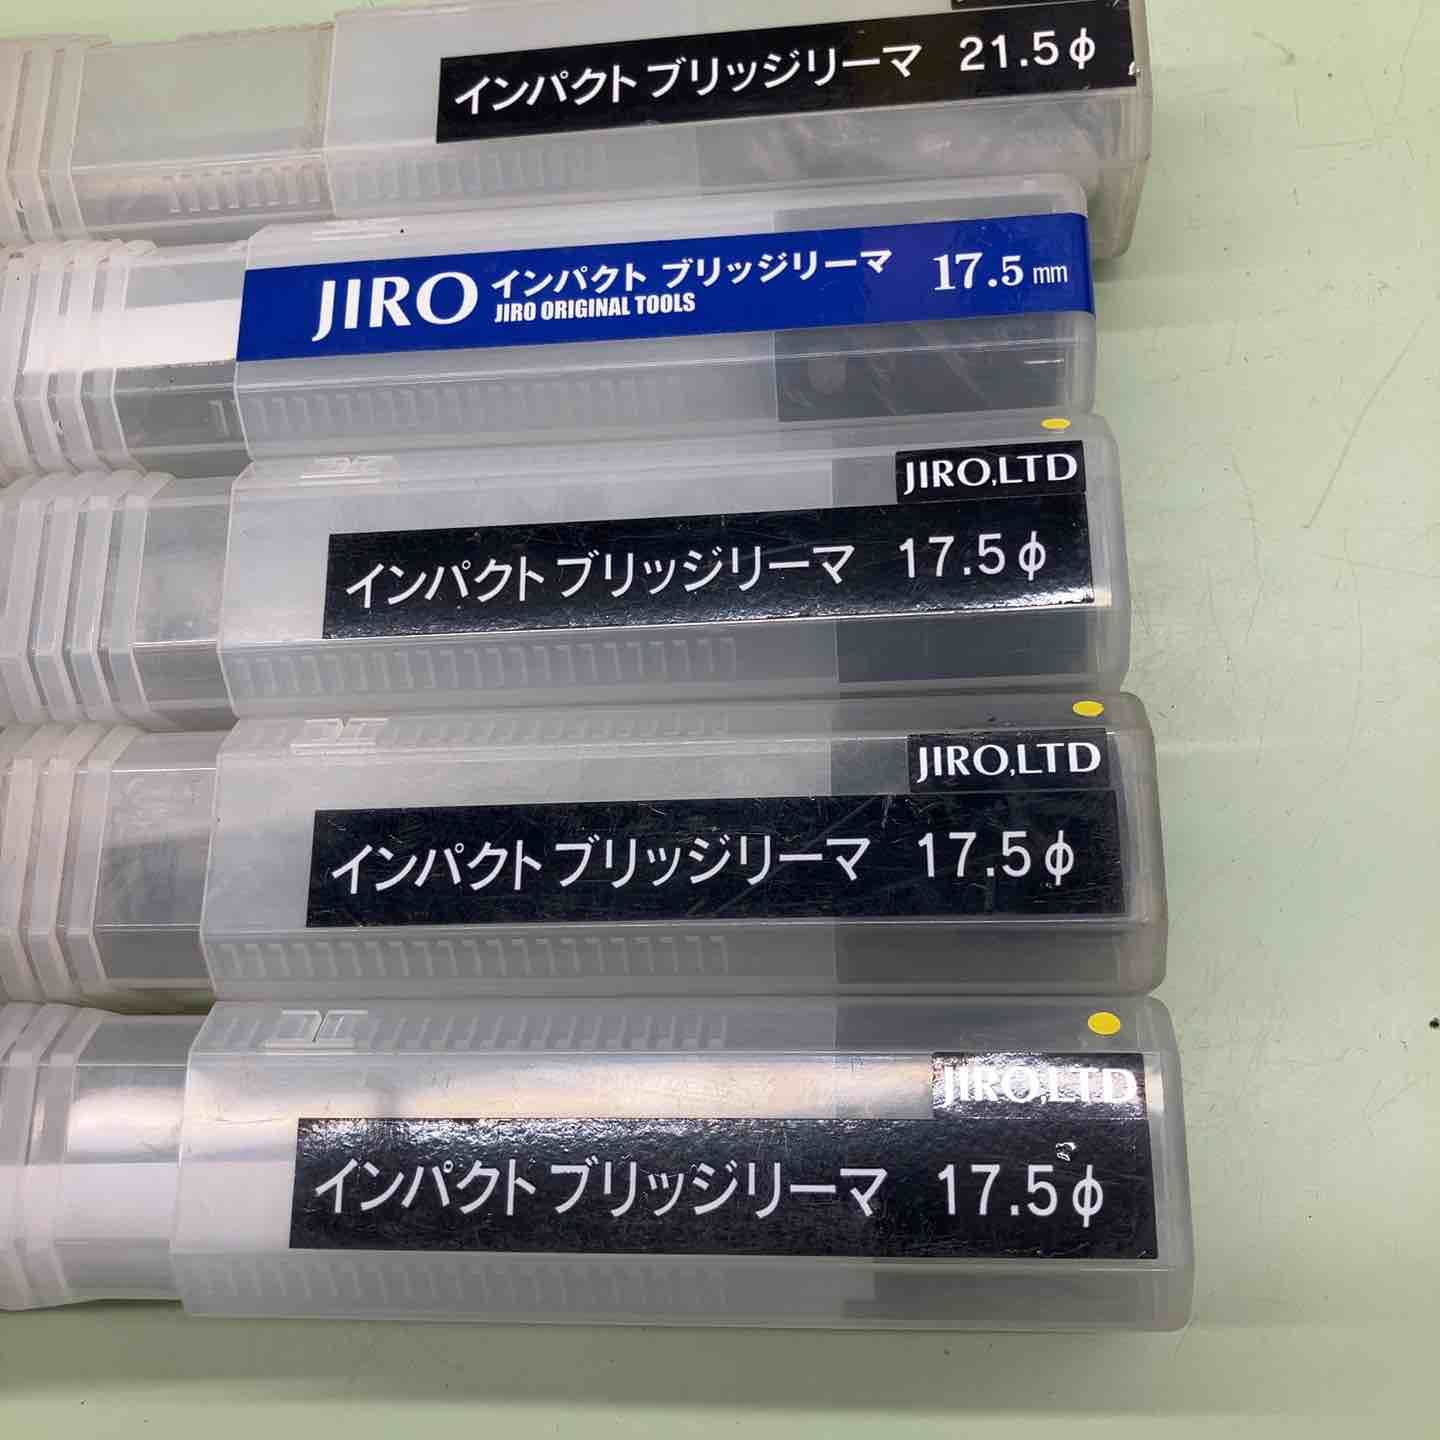 インパクト ブリッジリーマ 21.5φ
JIRO インパクト ブリッジリーマ 17.5 mm
JIRO ORIGINAL TOOLS
JIRO,LTD
インパクト ブリッジリーマ 17.5φ
JIRO,LTD
インパクト ブリッジリーマ 17.5φ
JIRO,LTD
インパクト ブリッジリーマ 17.5φ